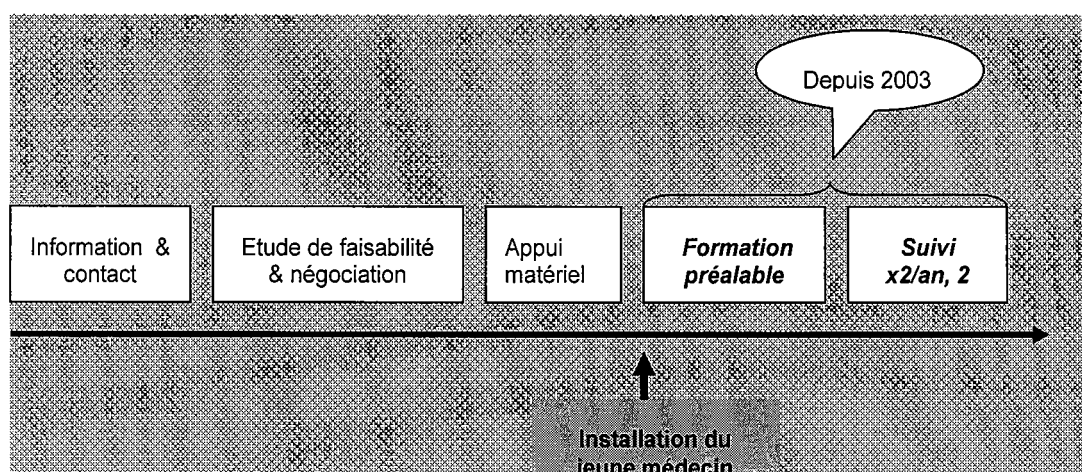 Depuis 2003
Information & 
contact
Etude de faisabilité
& négociation
Appui
matériel
Formation
préalable
Suivi
x2/an, 2
Installation du
jeune médecin